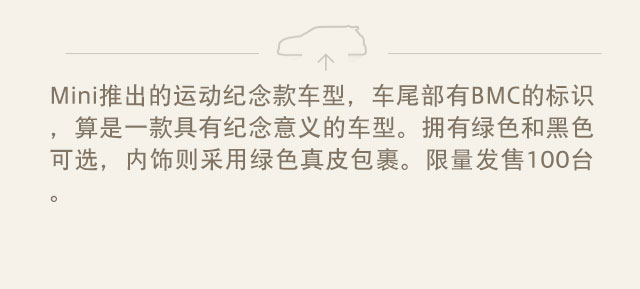 Mini推出的运动纪念款车型，车尾部有BMC的标识
，算是一款具有纪念意义的车型。拥有绿色和黑色
可选，内饰则采用绿色真皮包裹。限量发售100台
。